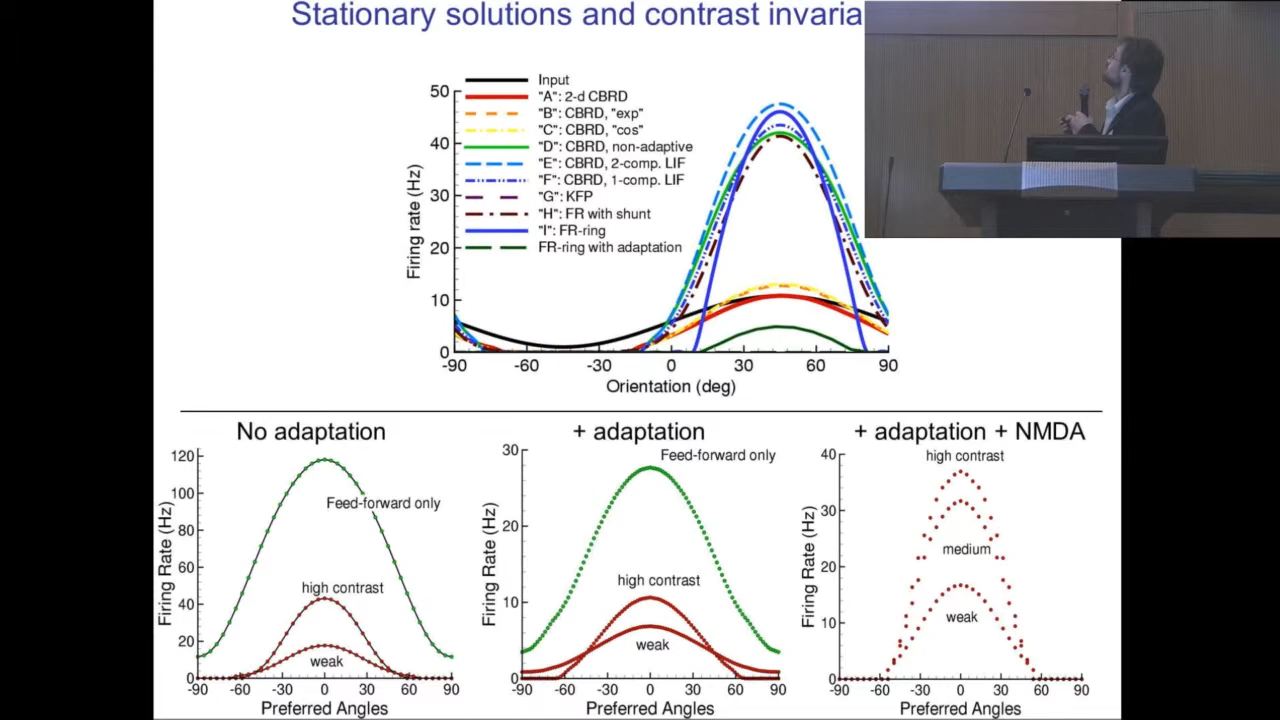 Stationary solutions and contrast invaria
Input
"A": 2-d CBRD
"B": CBRD, "exp"
"C": CBRD, "cos"
"D": CBRD, non-adaptive
"E": CBRD, 2-comp. LIF
"F": CBRD, 1-comp. LIF
"G": KFP
"H": FR with shunt
"I": FR-ring
FR-ring with adaptation
Firing rate (Hz)
50
40
30
20
10
0
-90 -60 -30 0 30 60 90
Orientation (deg)
No adaptation
Firing Rate (Hz)
120
100
80
60
40
20
0
Feed-forward only
high contrast
weak
-90 -60 -30 0 30 60 90
Preferred Angles
+ adaptation
Firing Rate (Hz)
30
20
10
0
Feed-forward only
high contrast
weak
-90 -60 -30 0 30 60 90
Preferred Angles
+ adaptation + NMDA
Firing Rate (Hz)
40
30
20
10
0
high contrast
medium
weak
-90 -60 -30 0 30 60 90
Preferred Angles